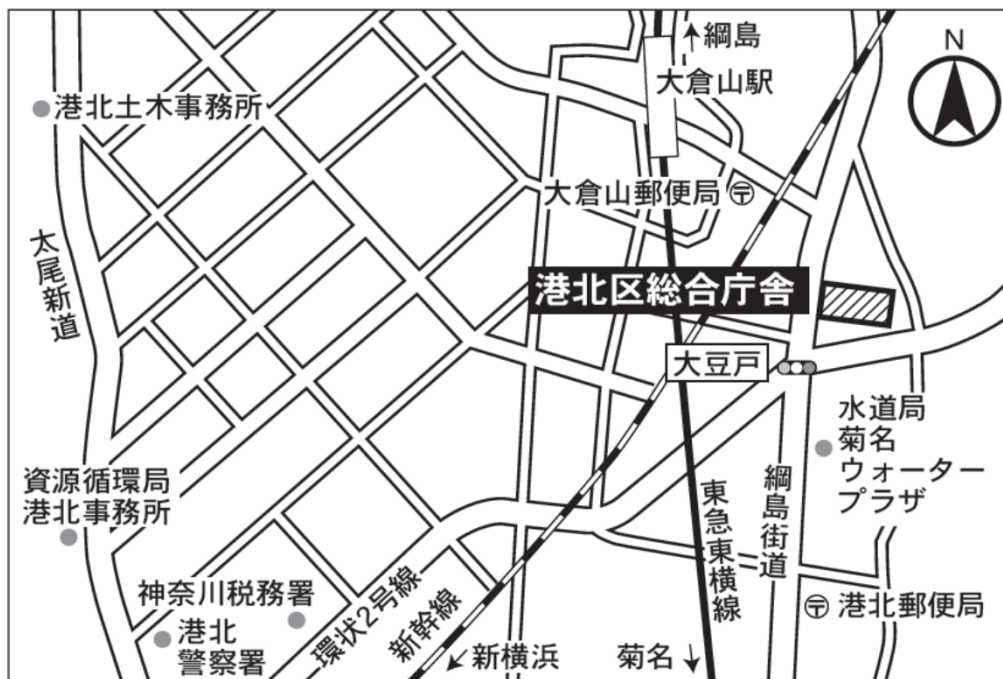 ↑綱島
N
大倉山駅
港北土木事務所
大倉山郵便局〒
太尾新道
港北区総合庁舎
大豆戸
水道局
菊名
ウォーター
プラザ
資源循環局
港北事務所
東急東横線
綱島街道
神奈川税務署
環状2号線
新幹線
〒港北郵便局
港北
警察署
↙新横浜
菊名↓